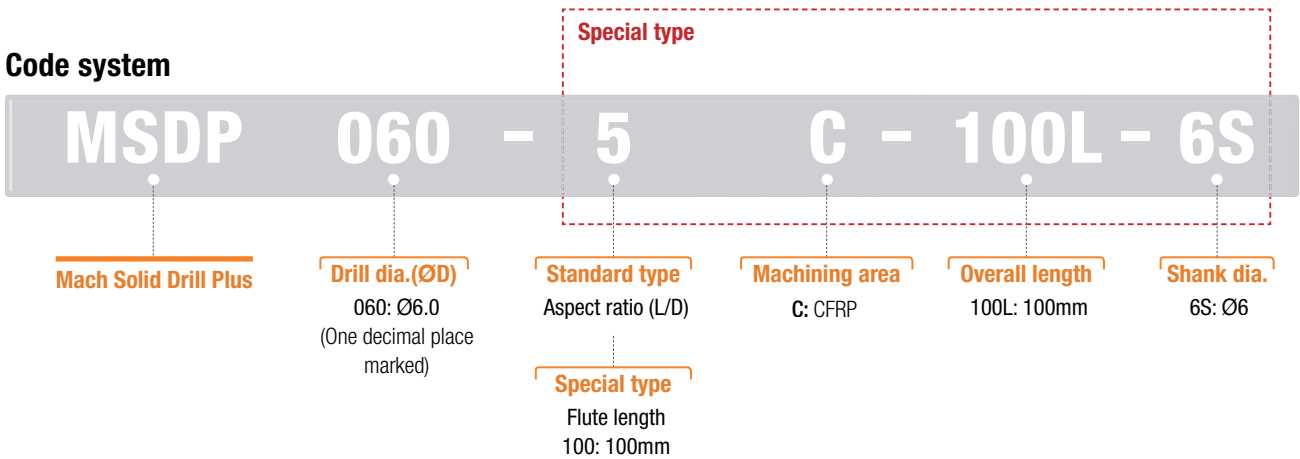 Special type
Code system
MSDP 060 - 5 C - 100L - 6S
Mach Solid Drill Plus
Drill dia.(ØD)
060: Ø6.0
(One decimal place
marked)
Standard type
Aspect ratio (L/D)
Special type
Flute length
100: 100mm
Machining area
C: CFRP
Overall length
100L: 100mm
Shank dia.
6S: Ø6